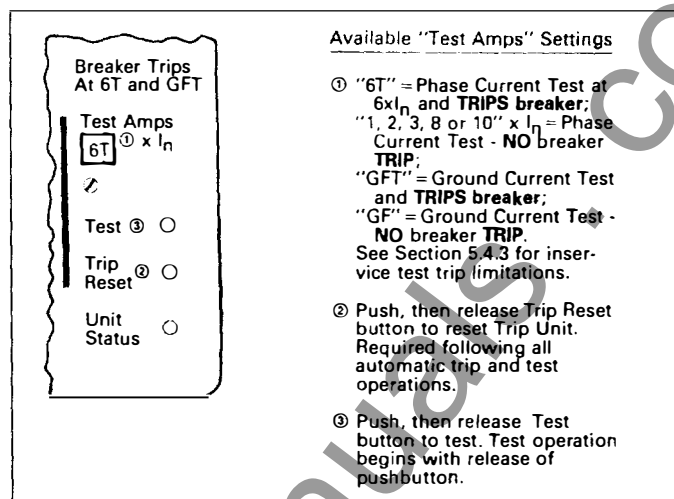 Breaker Trips
At 6T and GFT
Test Amps
6T ① x In
Test ③
Trip
Reset ②
Unit
Status
Available "Test Amps" Settings
① "6T" = Phase Current Test at
6xIn and TRIPS breaker;
"1, 2, 3, 8 or 10" x In = Phase
Current Test - NO breaker
TRIP;
"GFT" = Ground Current Test
and TRIPS breaker;
"GF" = Ground Current Test -
NO breaker TRIP.
See Section 5.4.3 for inser-
vice test trip limitations.
② Push, then release Trip Reset
button to reset Trip Unit.
Required following all
automatic trip and test
operations.
③ Push, then release Test
button to test. Test operation
begins with release of
pushbutton.